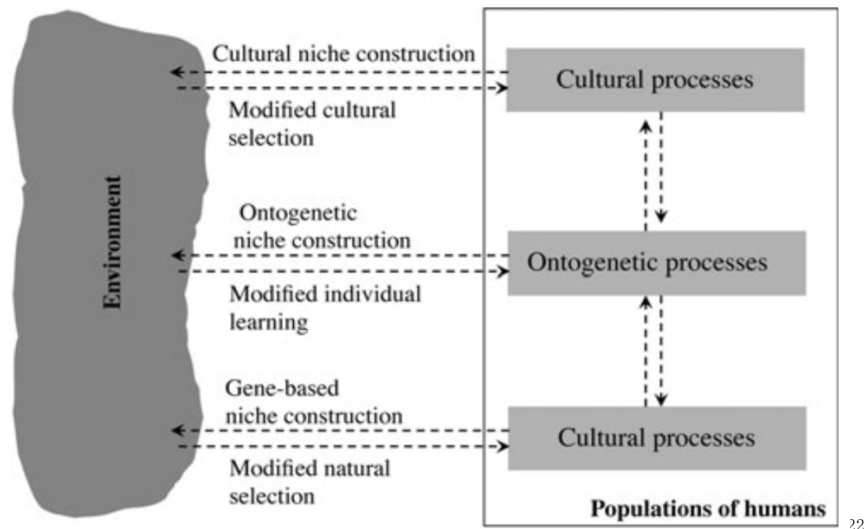 Cultural niche construction
Cultural processes
Modified cultural
selection
Environment
Ontogenetic
niche construction
Ontogenetic processes
Modified individual
learning
Gene-based
niche construction
Cultural processes
Modified natural
selection
Populations of humans
22